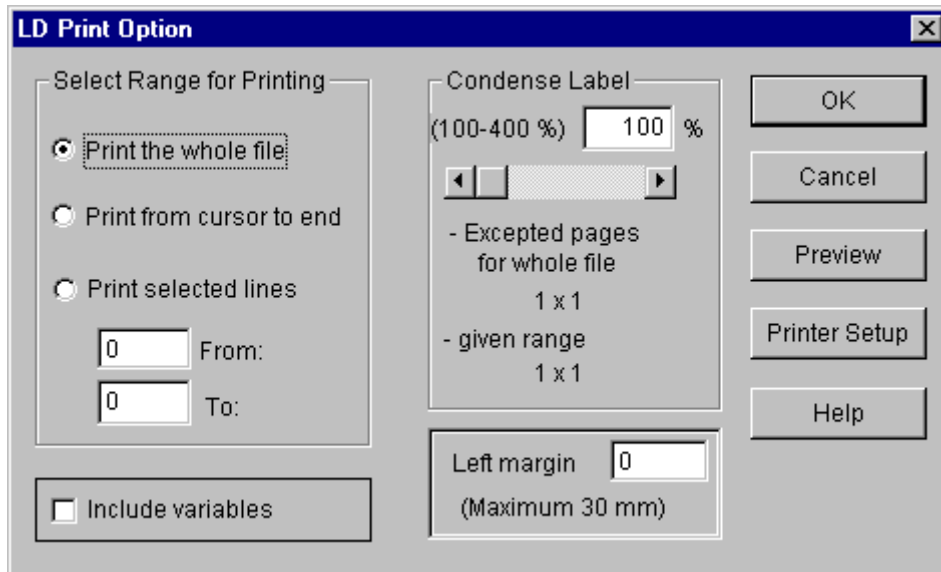 LD Print Option
Select Range for Printing
Print the whole file
Print from cursor to end
Print selected lines
0 From:
0 To:
Include variables
Condense Label
(100-400 %) 100 %
- Excepted pages
for whole file
1 x 1
- given range
1 x 1
Left margin 0
(Maximum 30 mm)
OK
Cancel
Preview
Printer Setup
Help